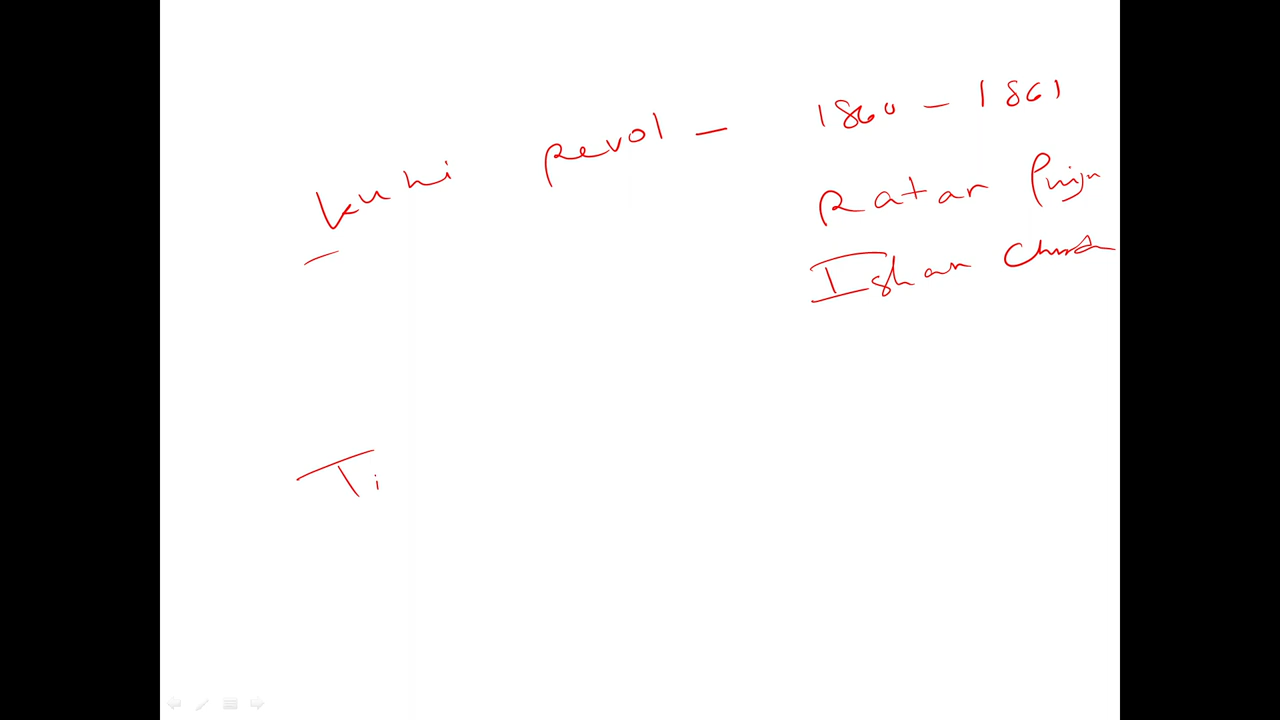 Kuki Revol - 1860 - 1861
Ratan Puiya
Ishan Chandra
Ti